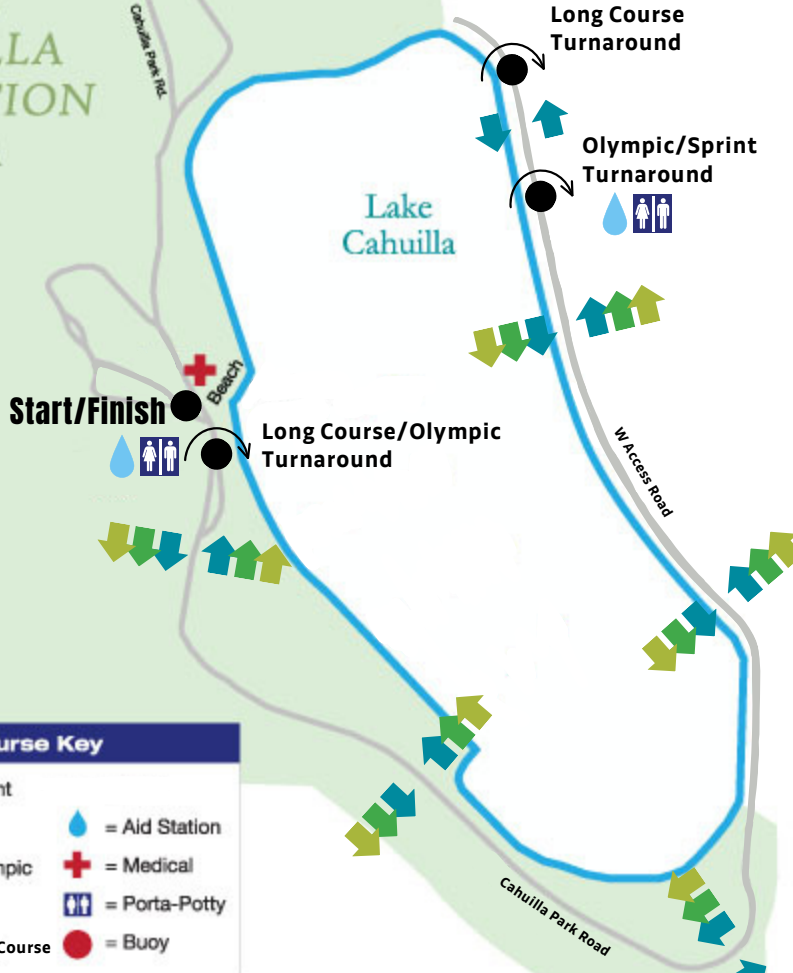 LLA
TION
Cahuilla Park Rd.
Long Course
Turnaround
Olympic/Sprint
Turnaround
Lake
Cahuilla
Beach
Start/Finish
Long Course/Olympic
Turnaround
W Access Road
urse Key
nt
= Aid Station
mpic
= Medical
= Porta-Potty
Course
= Buoy
Cahuilla Park Road